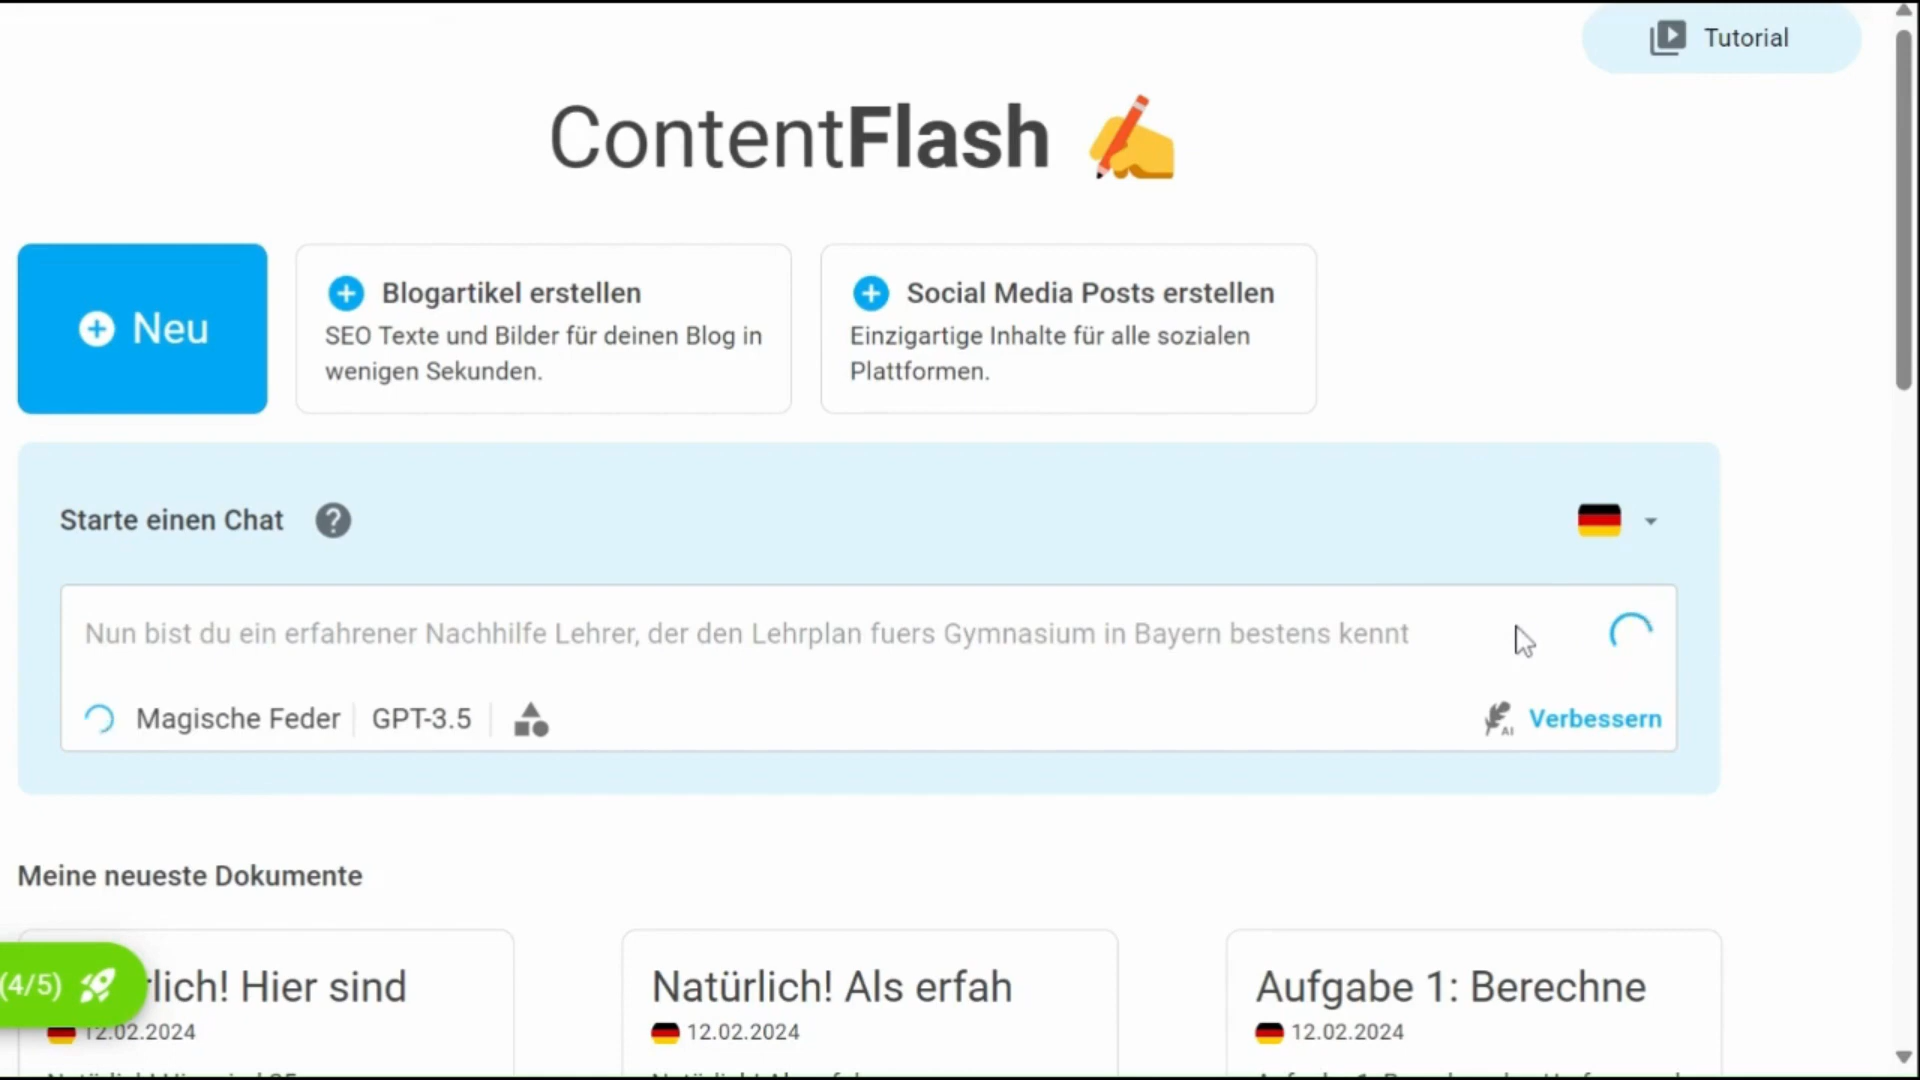 Tutorial
ContentFlash
Neu
Blogartikel erstellen
SEO Texte und Bilder für deinen Blog in
wenigen Sekunden.
Social Media Posts erstellen
Einzigartige Inhalte für alle sozialen
Plattformen.
Starte einen Chat
Nun bist du ein erfahrener Nachhilfe Lehrer, der den Lehrplan fuers Gymnasium in Bayern bestens kennt
Magische Feder GPT-3.5
AI Verbessern
Meine neueste Dokumente
(4/5)
rlich! Hier sind
12.02.2024
Natürlich! Als erfah
12.02.2024
Aufgabe 1: Berechne
12.02.2024